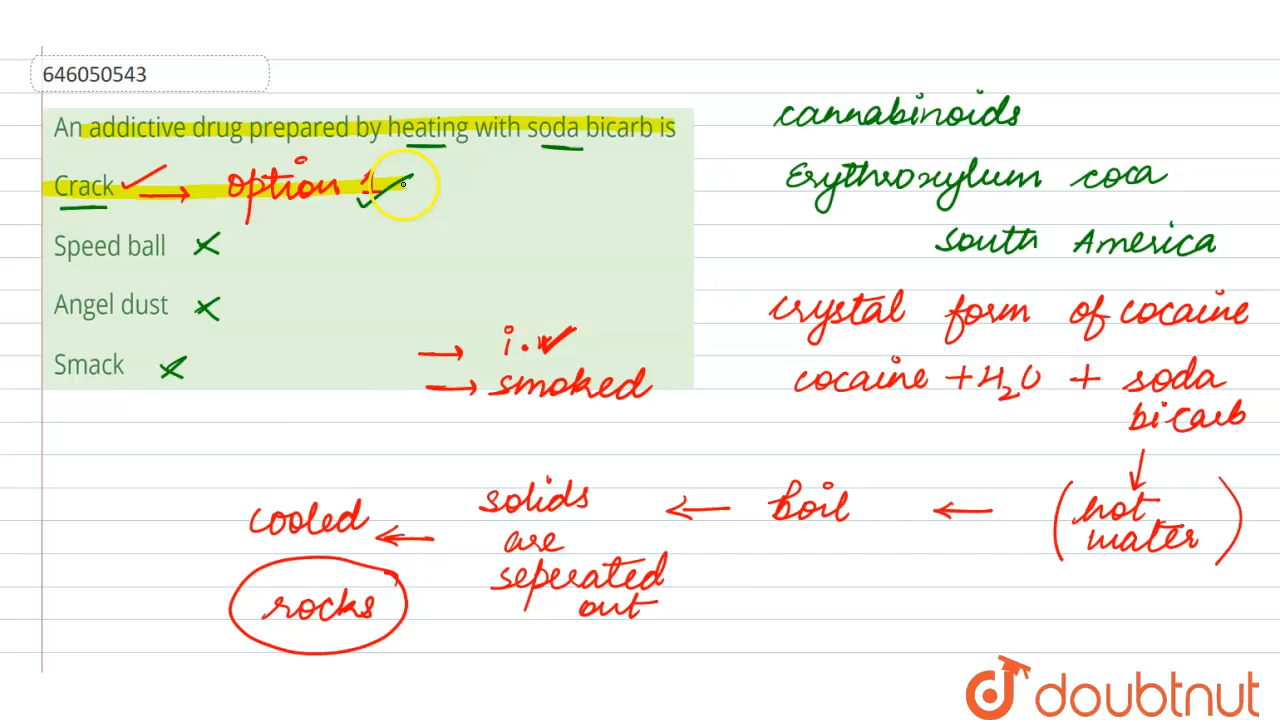 646050543
An addictive drug prepared by heating with soda bicarb is
Crack → option 1
Speed ball
Angel dust
Smack
→ i.v
→ smoked
cannabinoids
Erythroxylum coca
South America
crystal form of cocaine
cocaine + H2O + soda
bicarb
(hot
water)
← Boil
← solids
are
seperated
out
← cooled
rocks
doubtnut